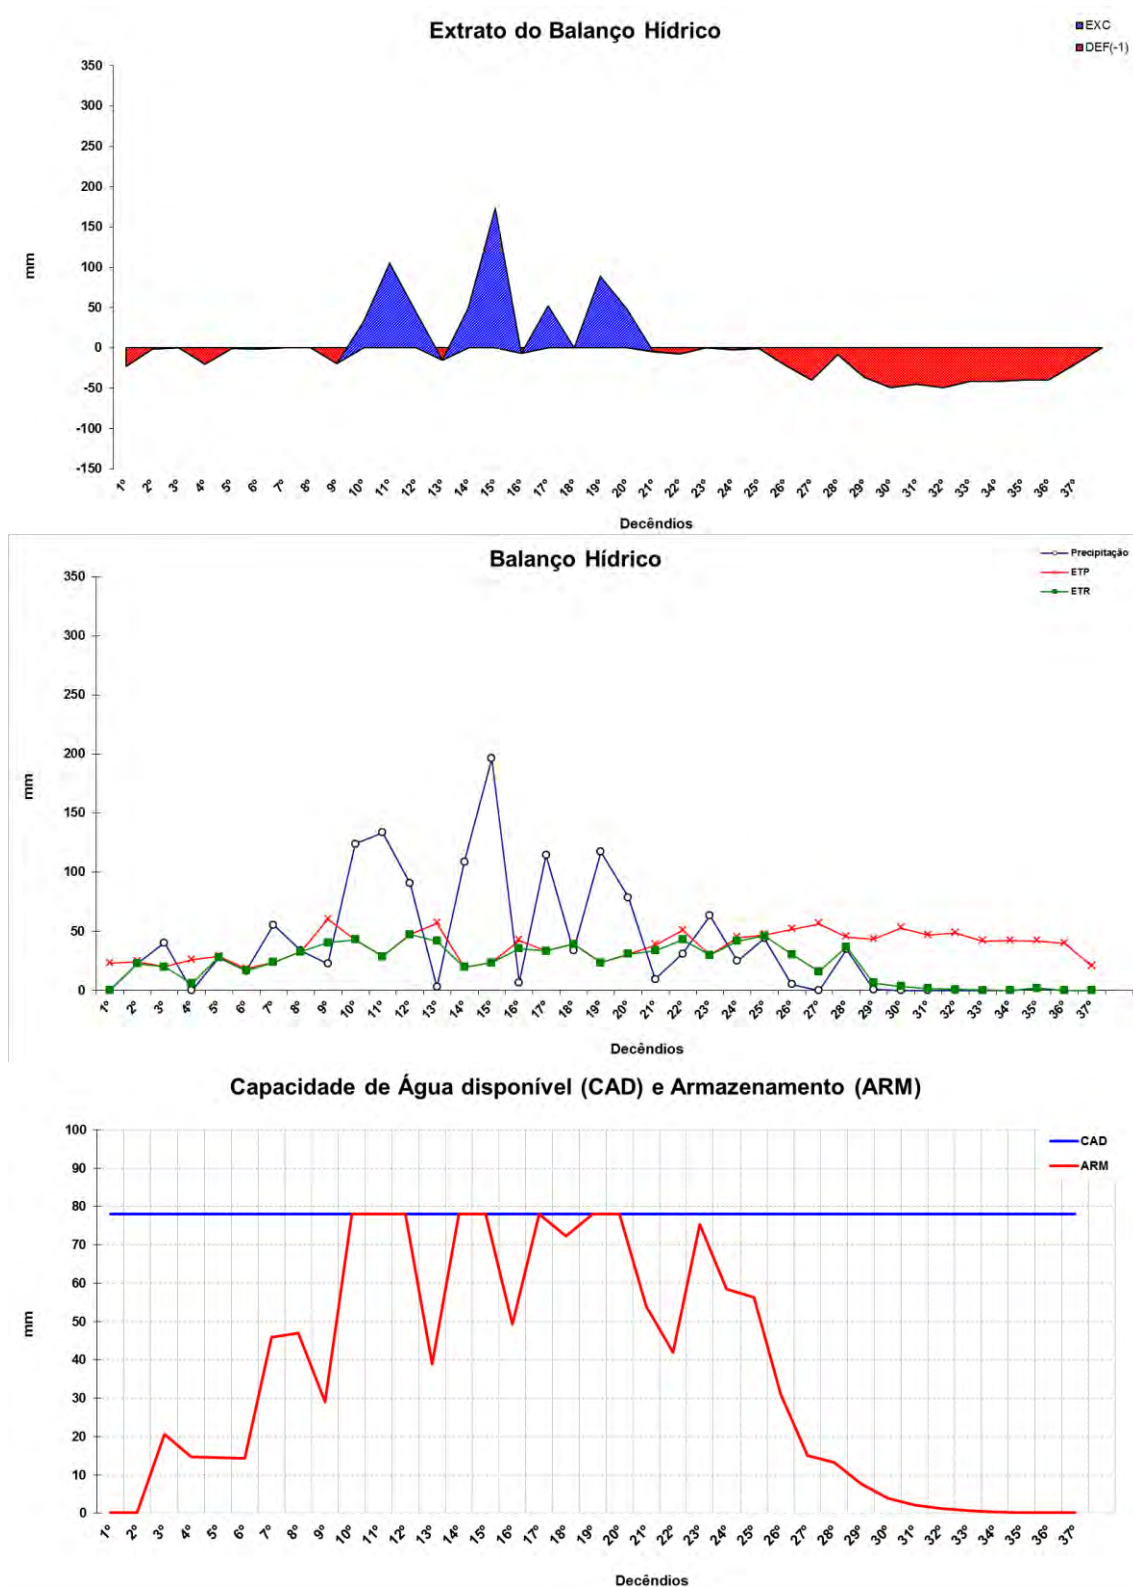 Extrato do Balanço Hídrico
EXC
DEF(-1)
350
300
250
200
150
100
50
0
-50
-100
-150
mm
1º 2º 3º 4º 5º 6º 7º 8º 9º 10º 11º 12º 13º 14º 15º 16º 17º 18º 19º 20º 21º 22º 23º 24º 25º 26º 27º 28º 29º 30º 31º 32º 33º 34º 35º 36º 37º
Decêndios
Balanço Hídrico
Precipitação
ETP
ETR
350
300
250
200
150
100
50
0
mm
1º 2º 3º 4º 5º 6º 7º 8º 9º 10º 11º 12º 13º 14º 15º 16º 17º 18º 19º 20º 21º 22º 23º 24º 25º 26º 27º 28º 29º 30º 31º 32º 33º 34º 35º 36º 37º
Decêndios
Capacidade de Água disponível (CAD) e Armazenamento (ARM)
CAD
ARM
100
90
80
70
60
50
40
30
20
10
0
mm
1º 2º 3º 4º 5º 6º 7º 8º 9º 10º 11º 12º 13º 14º 15º 16º 17º 18º 19º 20º 21º 22º 23º 24º 25º 26º 27º 28º 29º 30º 31º 32º 33º 34º 35º 36º 37º
Decêndios